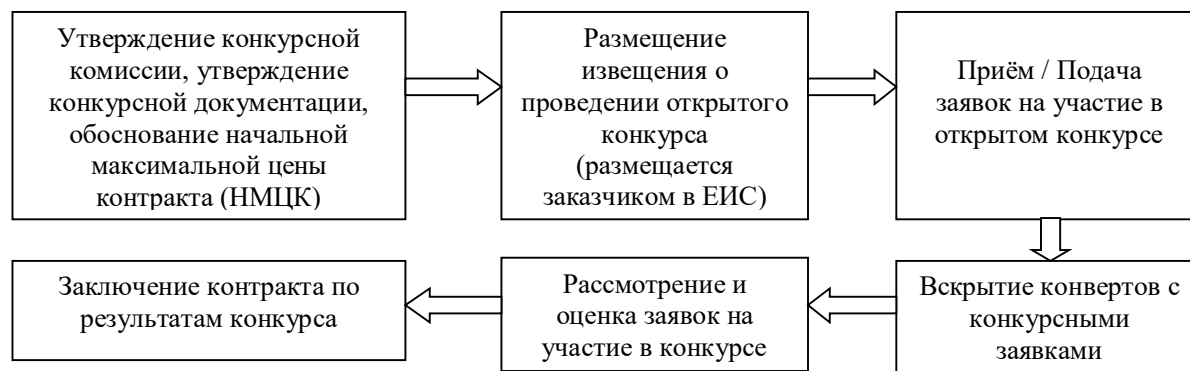 Утверждение конкурсной
комиссии, утверждение
конкурсной документации,
обоснование начальной
максимальной цены
контракта (НМЦК)
Размещение
извещения о
проведении открытого
конкурса
(размещается
заказчиком в ЕИС)
Приём / Подача
заявок на участие в
открытом конкурсе
Вскрытие конвертов с
конкурсными
заявками
Рассмотрение и
оценка заявок на
участие в конкурсе
Заключение контракта по
результатам конкурса